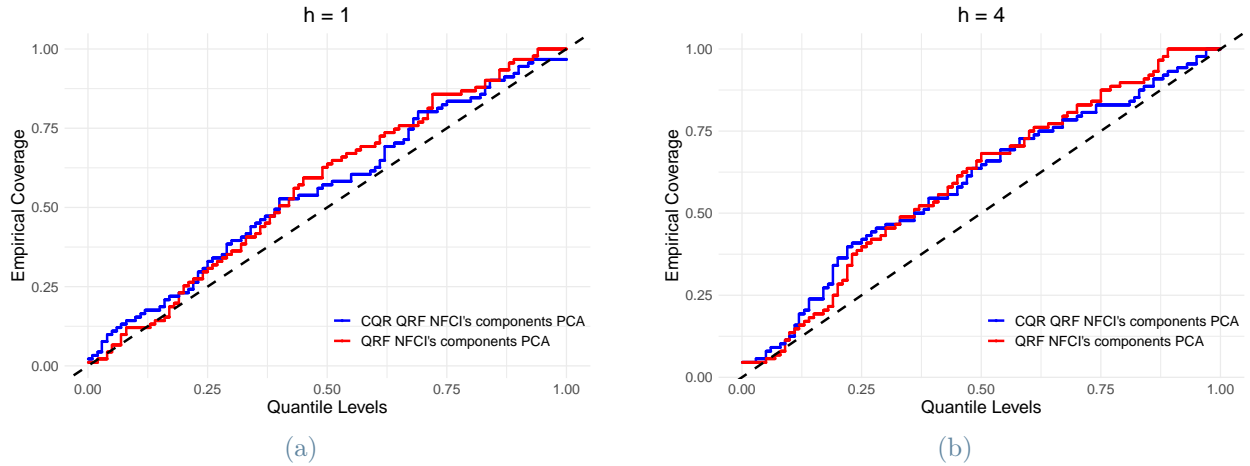 h = 1
1.00
0.75
0.50
0.25
0.00
Empirical Coverage
CQR QRF NFCI's components PCA
QRF NFCI's components PCA
0.00 0.25 0.50 0.75 1.00
Quantile Levels
(a)
h = 4
1.00
0.75
0.50
0.25
0.00
Empirical Coverage
CQR QRF NFCI's components PCA
QRF NFCI's components PCA
0.00 0.25 0.50 0.75 1.00
Quantile Levels
(b)